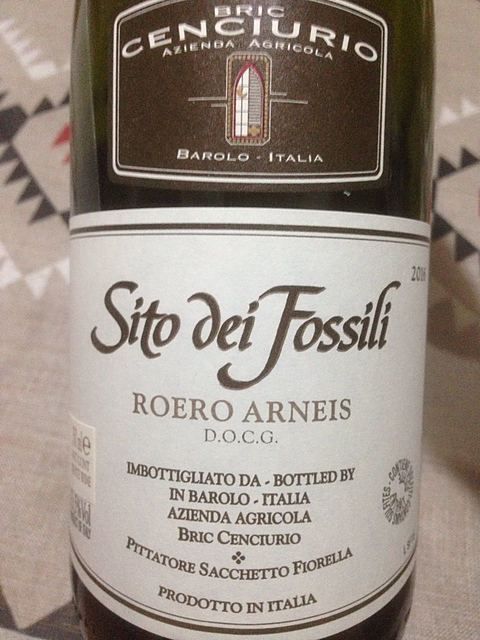 BRIC
CENCIURIO
AZIENDA AGRICOLA
BAROLO - ITALIA
2016
Sito dei Fossili
ROERO ARNEIS
D.O.C.G.
IMBOTTIGLIATO DA - BOTTLED BY
IN BAROLO - ITALIA
AZIENDA AGRICOLA
BRIC CENCIURIO
PITTATORE SACCHETTO FIORELLA
PRODOTTO IN ITALIA